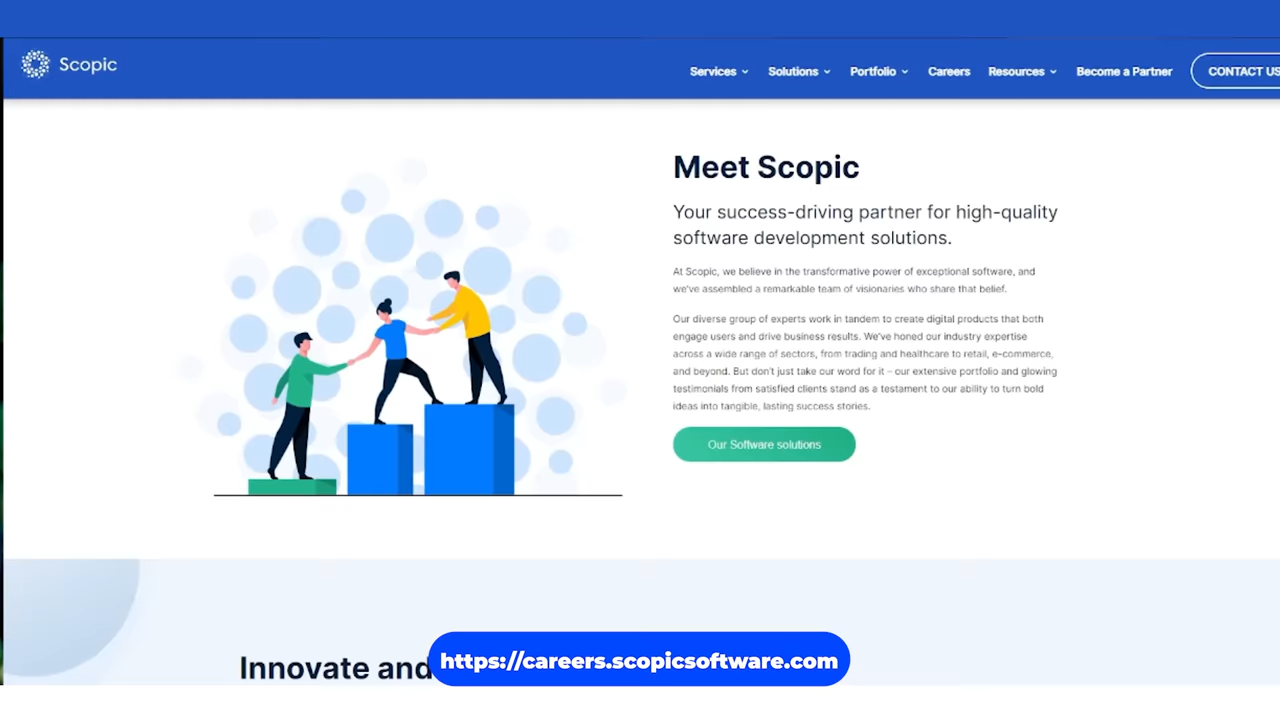 Scopic
Services
Solutions
Portfolio
Careers
Resources
Become a Partner
CONTACT US
Meet Scopic
Your success-driving partner for high-quality
software development solutions.
At Scopic, we believe in the transformative power of exceptional software, and
we've assembled a remarkable team of visionaries who share that belief.
Our diverse group of experts work in tandem to create digital products that both
engage users and drive business results. We've honed our industry expertise
across a wide range of sectors, from trading and healthcare to retail, e-commerce,
and beyond. But don't just take our word for it – our extensive portfolio and glowing
testimonials from satisfied clients stand as a testament to our ability to turn bold
ideas into tangible, lasting success stories.
Our Software solutions
Innovate and
https://careers.scopicsoftware.com